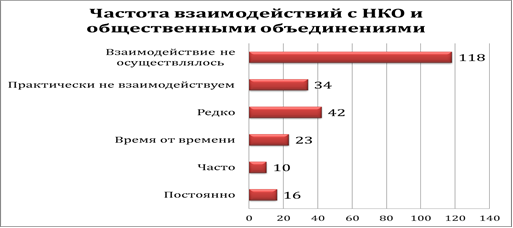 Частота взаимодействий с НКО и
общественными объединениями
Взаимодействие не
осуществлялось
118
Практически не взаимодействуем
34
Редко
42
Время от времени
23
Часто
10
Постоянно
16
0 20 40 60 80 100 120 140